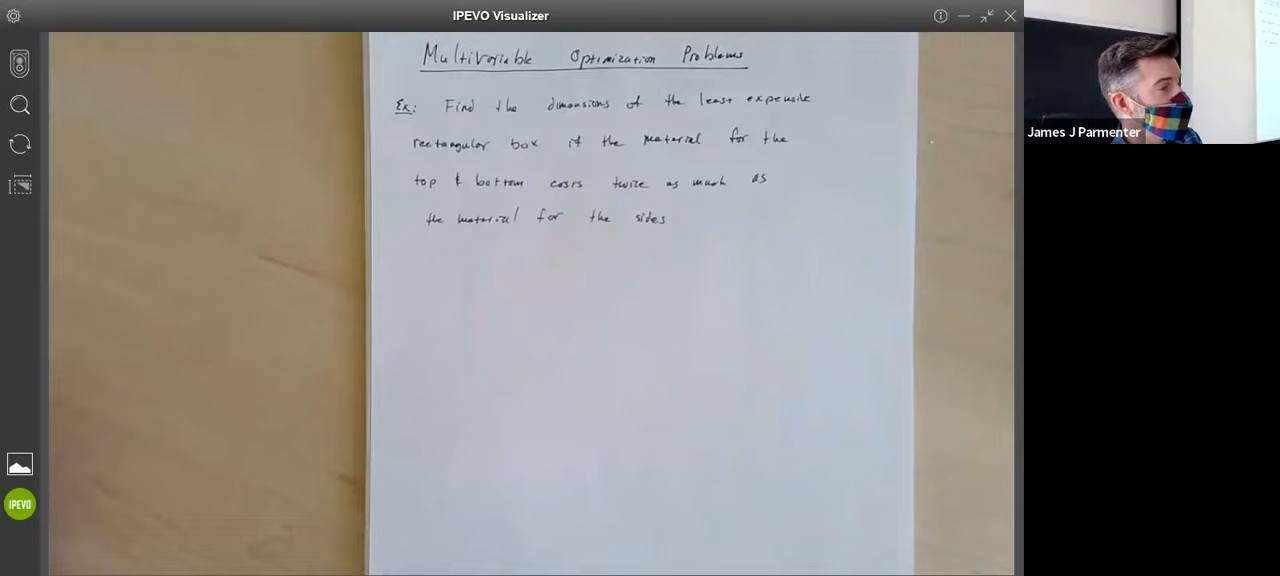 IPEVO Visualizer
Multivariable Optimization Problems
Ex: Find the dimensions of the least expensive
rectangular box if the material for the
top & bottom costs twice as much as
the material for the sides
James J Parmenter
IPEVO